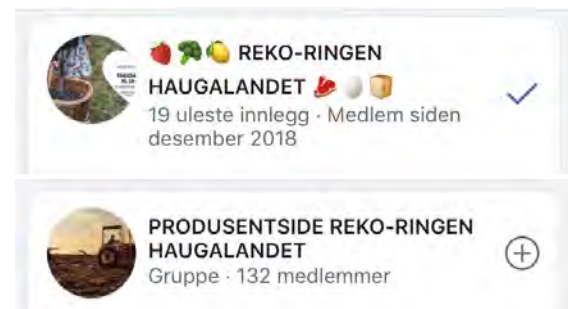 🍓🥦🍋 REKO-RINGEN
HAUGALANDET 🥩🥚🍞
19 uleste innlegg · Medlem siden
desember 2018
PRODUSENTSIDE REKO-RINGEN
HAUGALANDET
Gruppe · 132 medlemmer